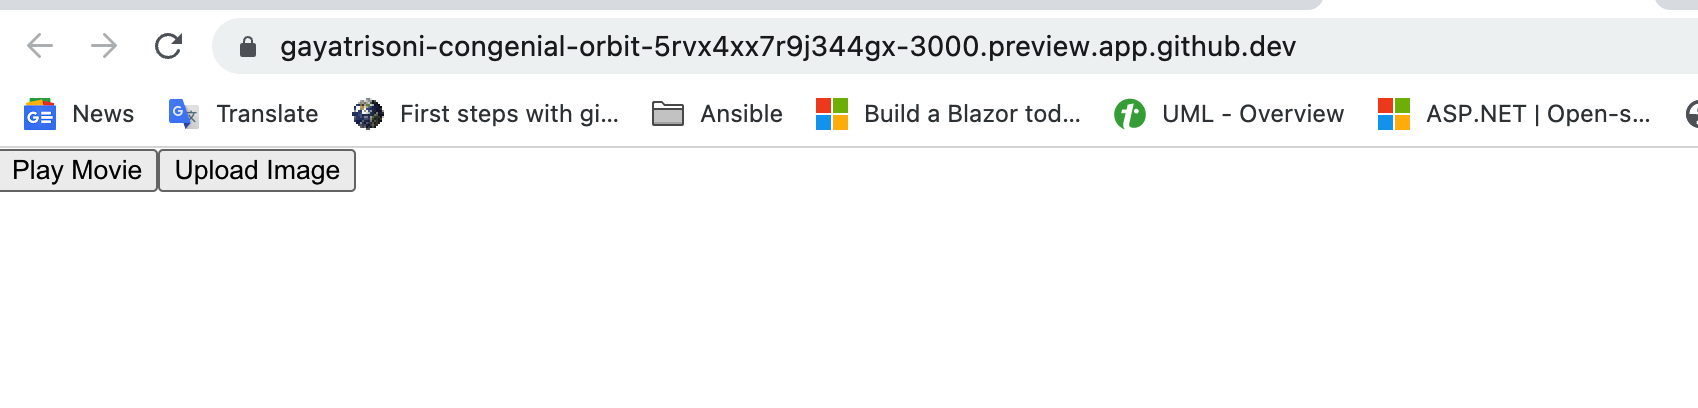 gayatrisoni-congenial-orbit-5rvx4xx7r9j344gx-3000.preview.app.github.dev
News Translate First steps with gi... Ansible Build a Blazor tod... UML - Overview ASP.NET | Open-s...
Play Movie Upload Image